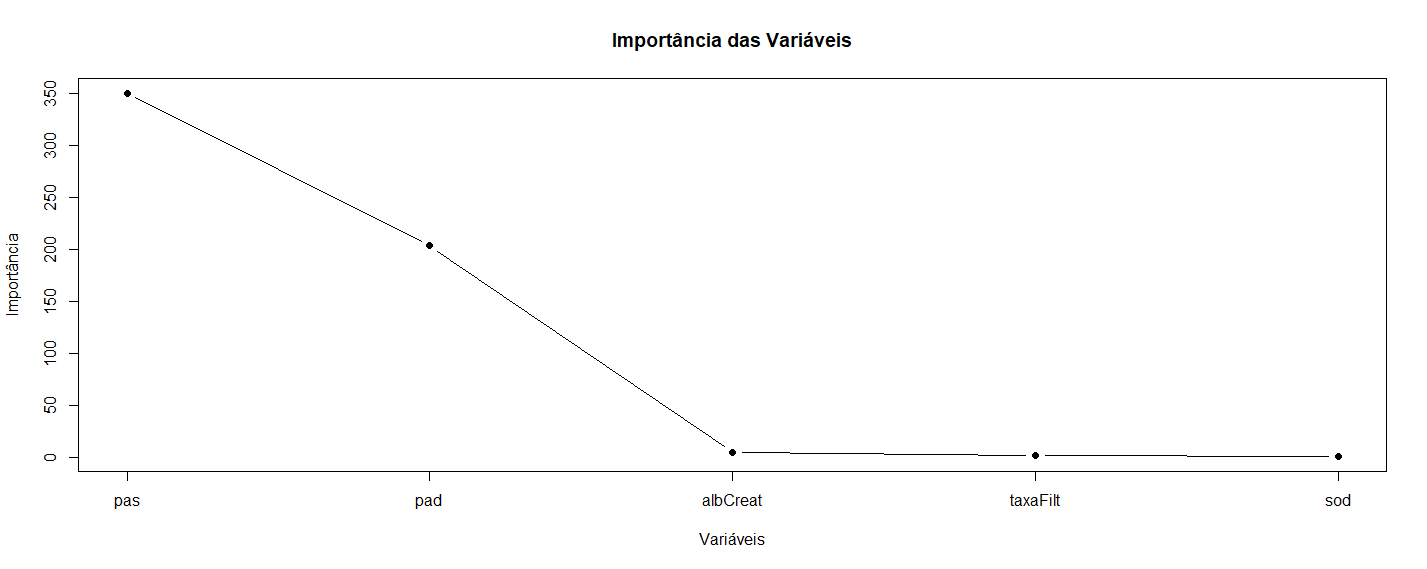 Importância das Variáveis
Importância
350
300
250
200
150
100
50
0
pas pad albCreat taxaFilt sod
Variáveis